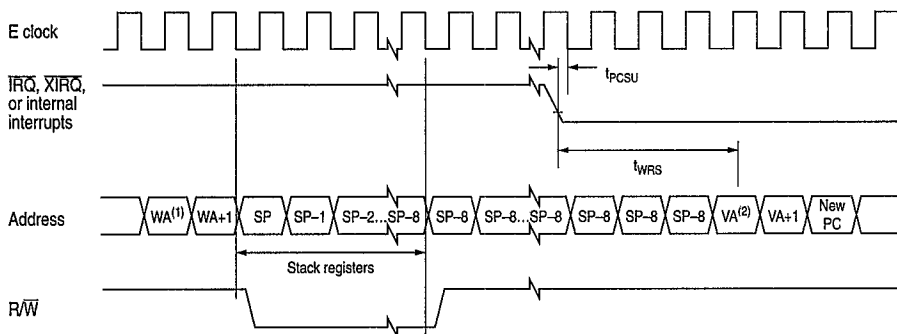 E clock
IRQ, XIRQ,
or internal
interrupts
tPCSU
tWRS
Address
WA(1) WA+1 SP SP–1 SP–2...SP–8 SP–8 SP–8...SP–8 SP–8 SP–8 SP–8 VA(2) VA+1 New PC
Stack registers
R/W